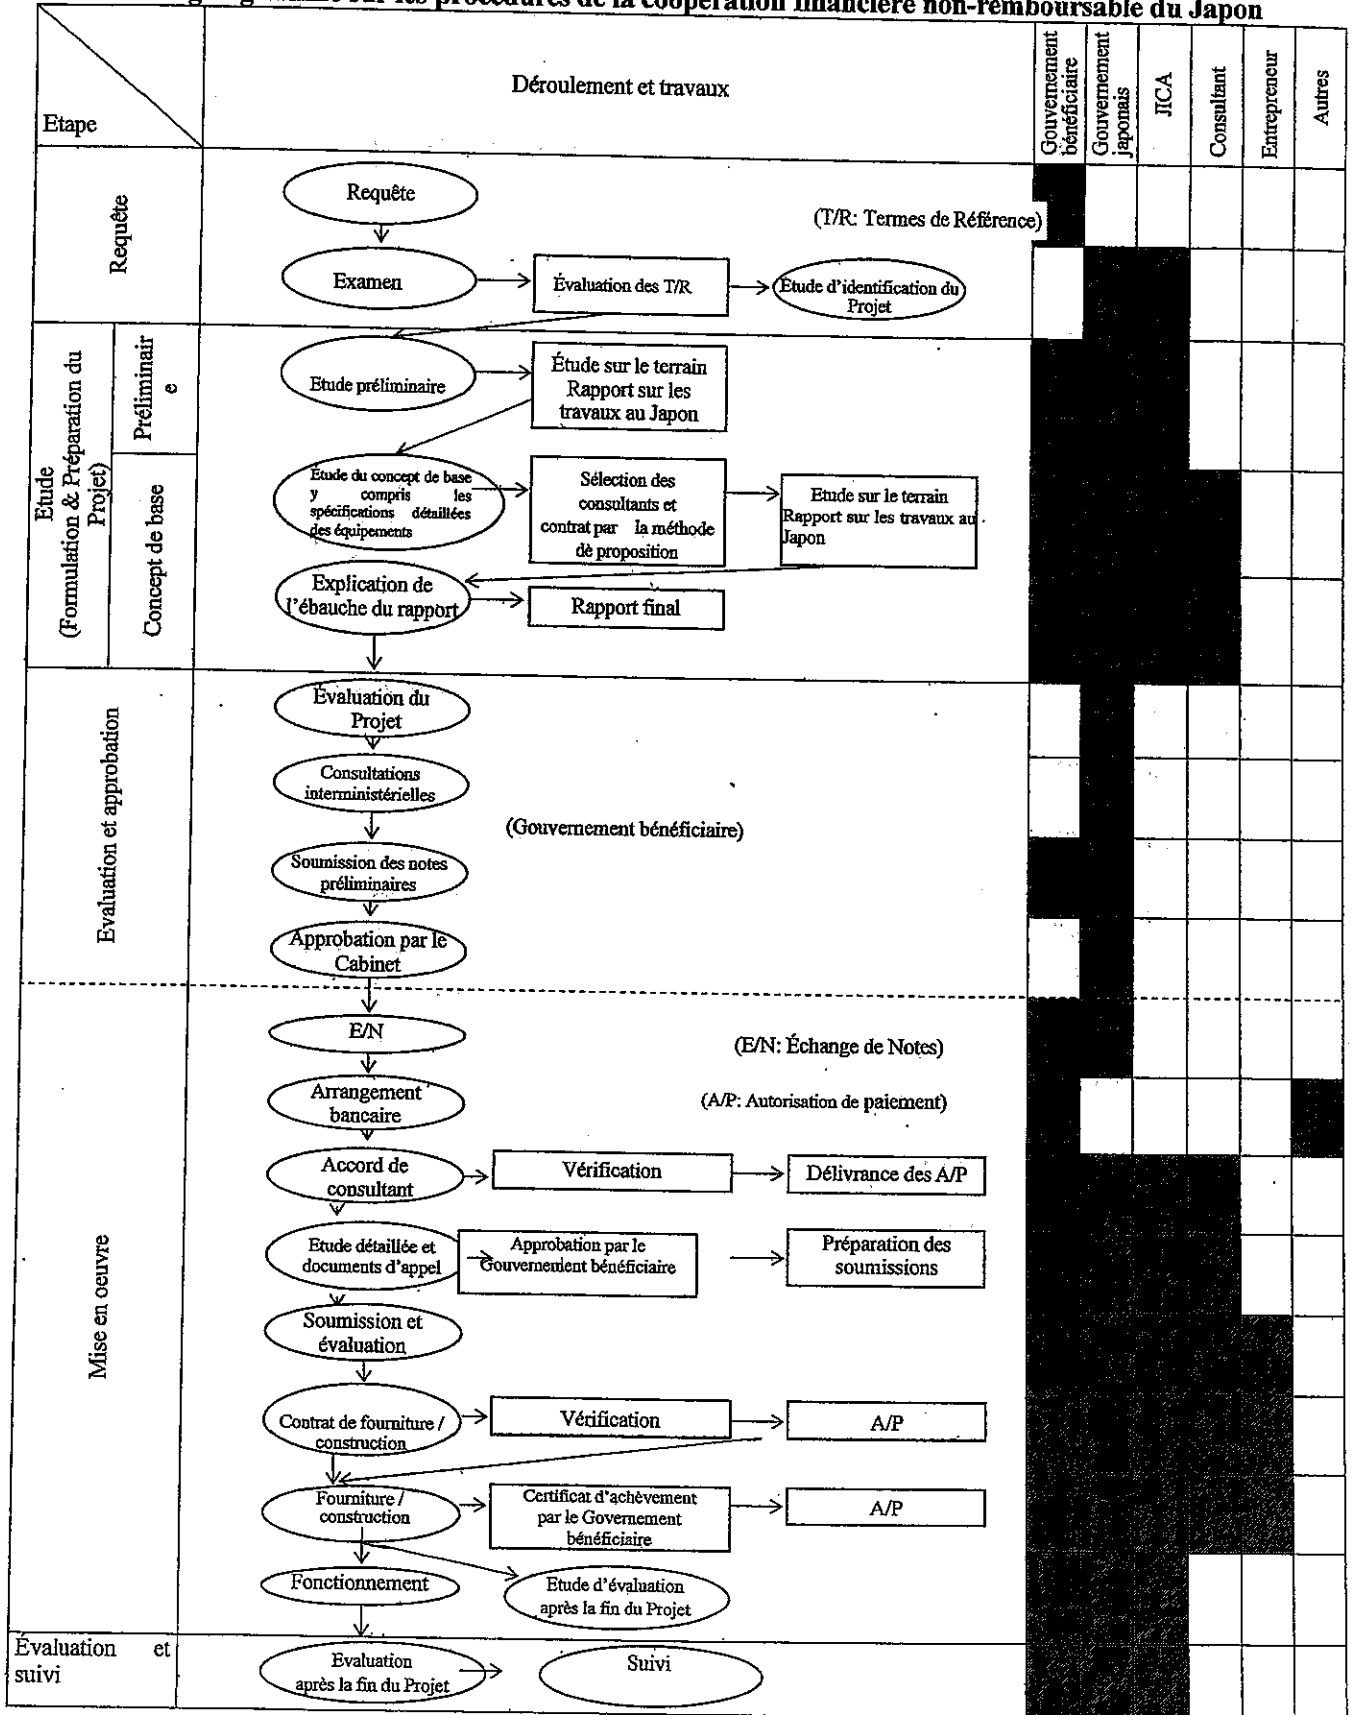 sur les procédures de la coopération financière non-remboursable du Japon
Etape
Déroulement et travaux
Gouvernement
bénéficiaire
Gouvernement
japonais
JICA
Consultant
Entrepreneur
Autres
Requête
Requête
(T/R: Termes de Référence)
Examen
Évaluation des T/R
Etude d'identification du
Projet
Etude
(Formulation & Préparation du
Projet)
Préliminair
e
Etude préliminaire
Étude sur le terrain
Rapport sur les
travaux au Japon
Concept de base
Étude du concept de base
y compris les
spécifications détaillées
des équipements
Sélection des
consultants et
contrat par la méthode
de proposition
Etude sur le terrain
Rapport sur les travaux au
Japon
Explication de
l'ébauche du rapport
Rapport final
Evaluation et approbation
Évaluation du
Projet
Consultations
interministérielles
(Gouvernement bénéficiaire)
Soumission des notes
préliminaires
Approbation par le
Cabinet
Mise en oeuvre
E/N
(E/N: Échange de Notes)
Arrangement
bancaire
(A/P: Autorisation de paiement)
Accord de
consultant
Vérification
Délivrance des A/P
Etude détaillée et
documents d'appel
Approbation par le
Gouvernement bénéficiaire
Préparation des
soumissions
Soumission et
évaluation
Contrat de fourniture /
construction
Vérification
A/P
Fourniture /
construction
Certificat d'achèvement
par le Governement
bénéficiaire
A/P
Fonctionnement
Etude d'évaluation
après la fin du Projet
Évaluation et
suivi
Evaluation
après la fin du Projet
Suivi